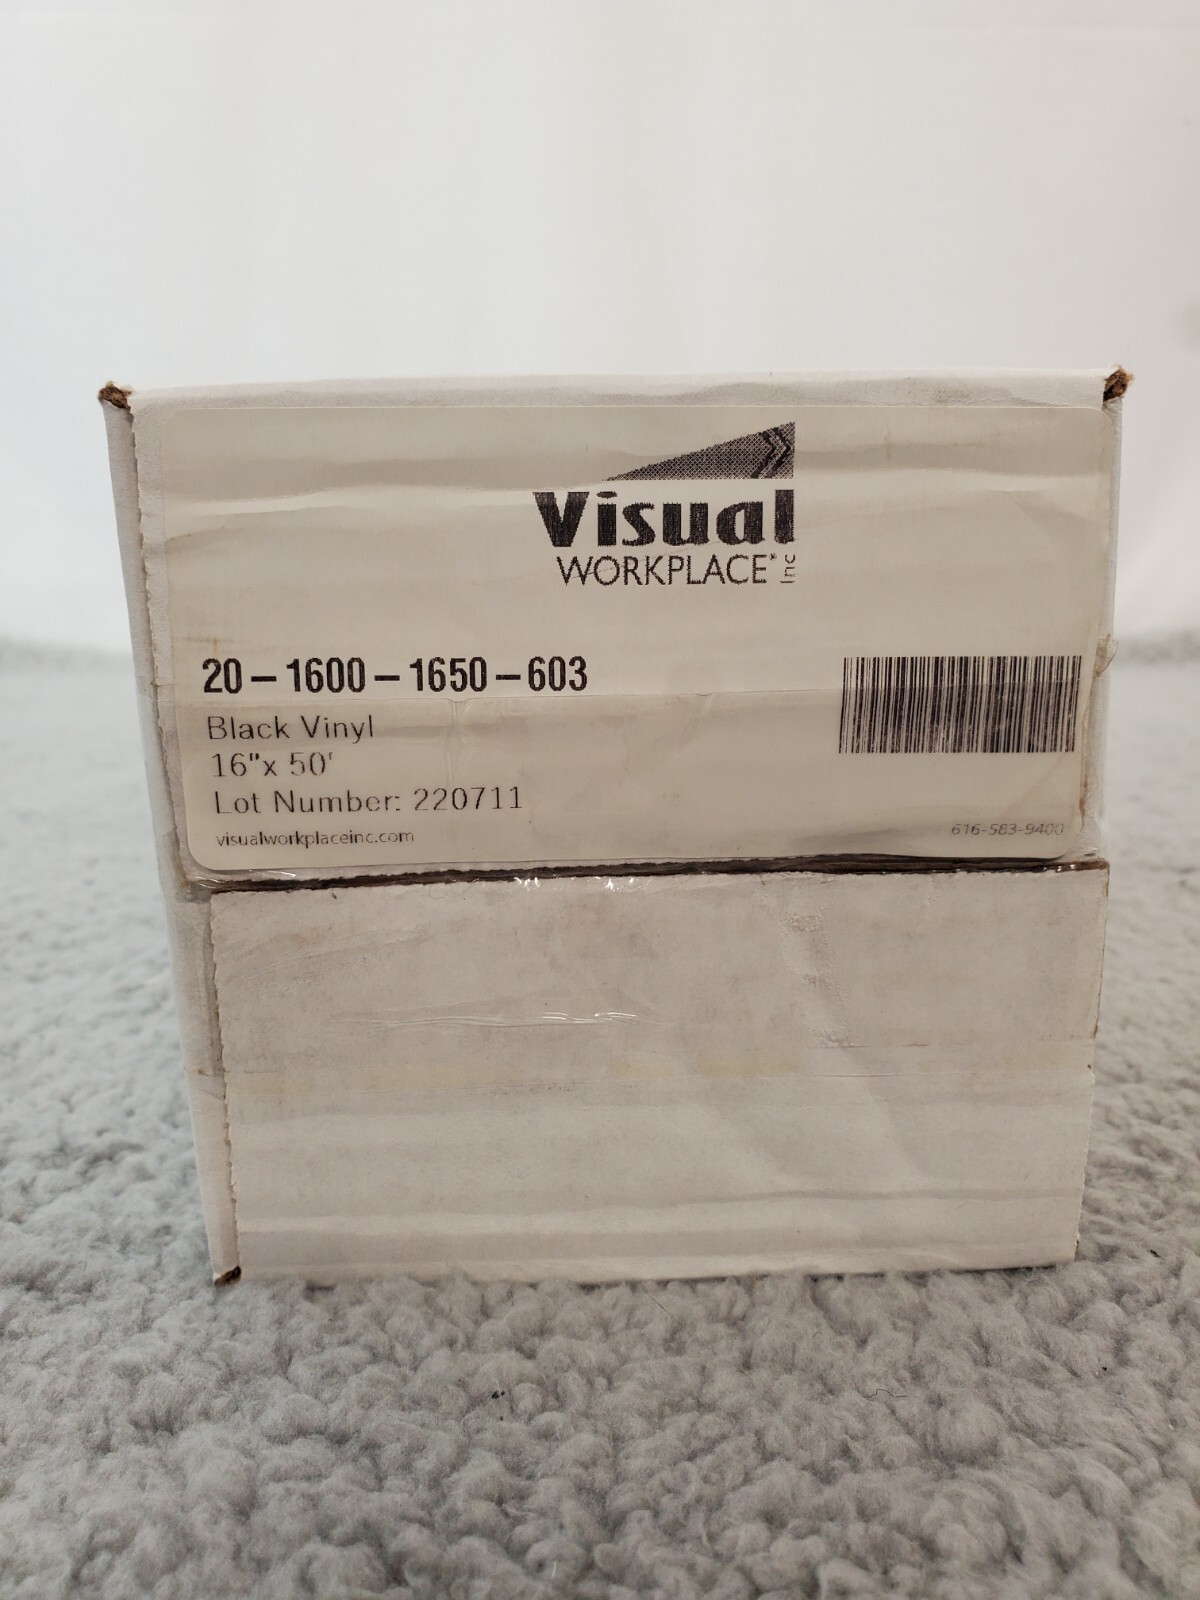 Visual
WORKPLACE® Inc
20-1600-1650-603
Black Vinyl
16"x 50'
Lot Number: 220711
visualworkplaceinc.com
616-583-9400